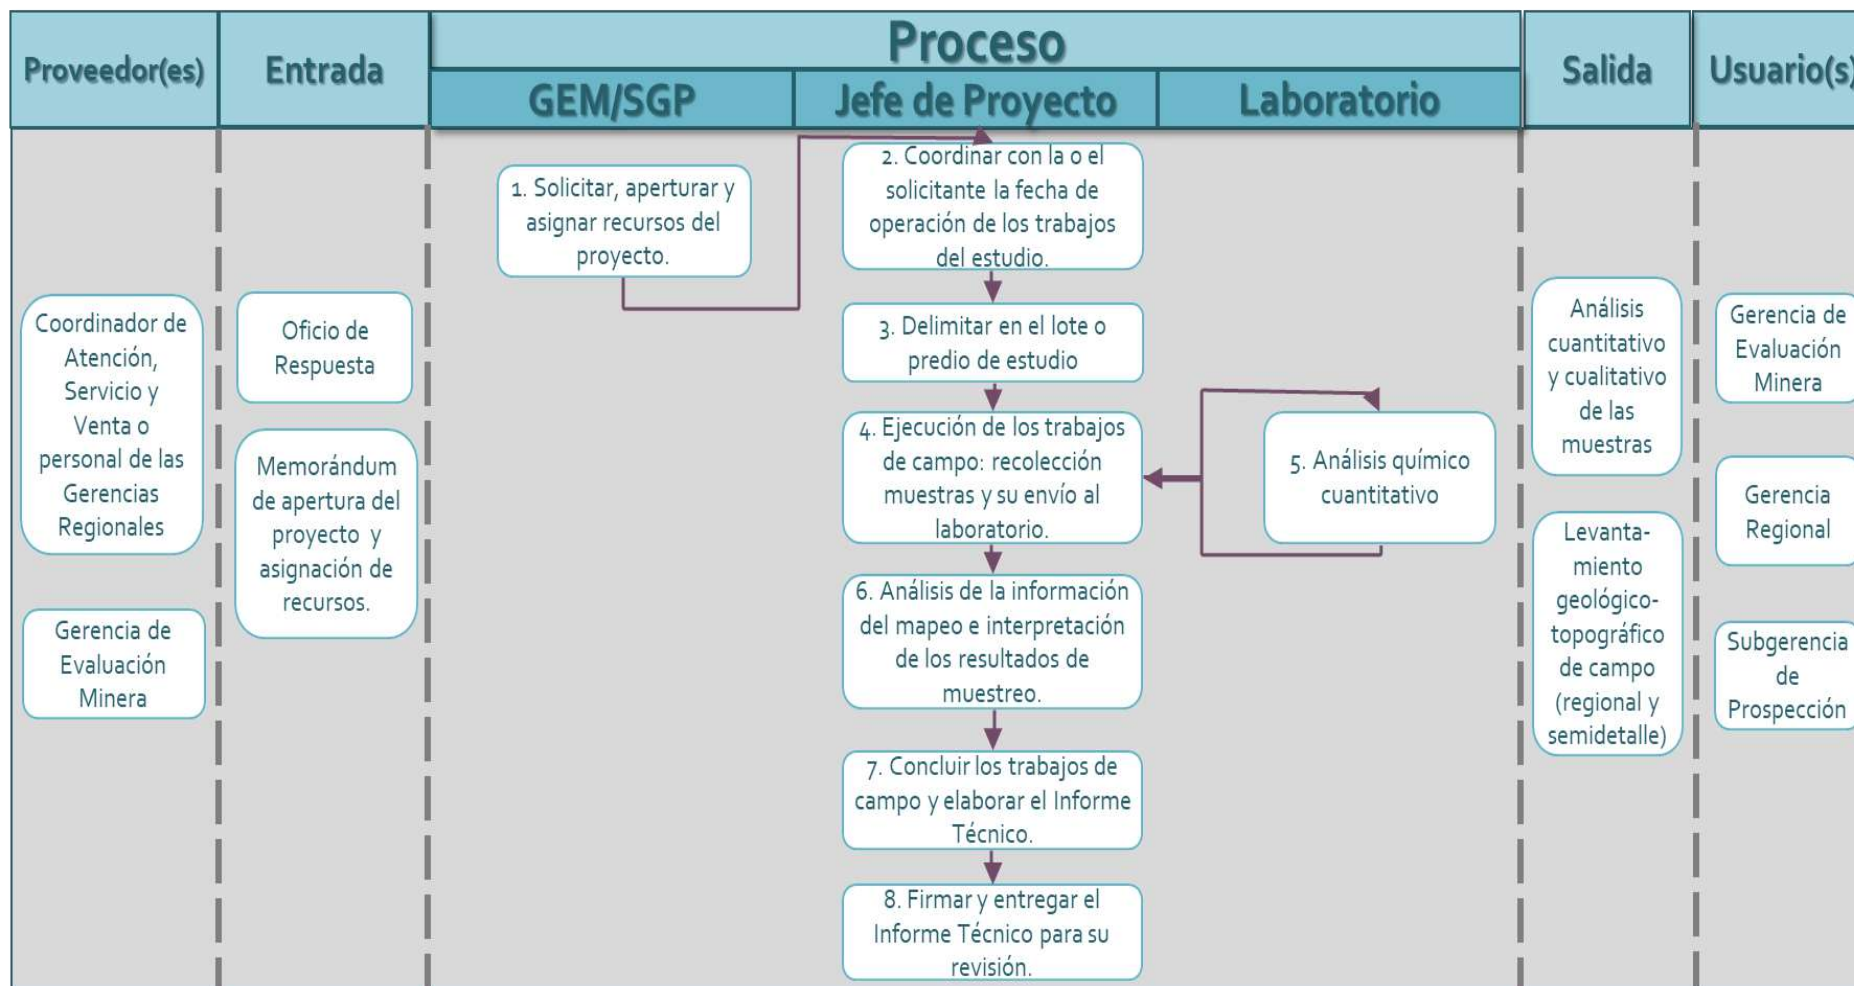 Proveedor(es)
Entrada
Proceso
GEM/SGP
Jefe de Proyecto
Laboratorio
Salida
Usuario(s)
Coordinador de
Atención,
Servicio y
Venta o
personal de las
Gerencias
Regionales
Gerencia de
Evaluación
Minera
Oficio de
Respuesta
Memorándum
de apertura del
proyecto y
asignación de
recursos.
1. Solicitar, aperturar y
asignar recursos del
proyecto.
2. Coordinar con la o el
solicitante la fecha de
operación de los trabajos
del estudio.
3. Delimitar en el lote o
predio de estudio
4. Ejecución de los trabajos
de campo: recolección
muestras y su envío al
laboratorio.
5. Análisis químico
cuantitativo
6. Análisis de la información
del mapeo e interpretación
de los resultados de
muestreo.
7. Concluir los trabajos de
campo y elaborar el Informe
Técnico.
8. Firmar y entregar el
Informe Técnico para su
revisión.
Análisis
cuantitativo
y cualitativo
de las
muestras
Levanta-
miento
geológico-
topográfico
de campo
(regional y
semidetalle)
Gerencia de
Evaluación
Minera
Gerencia
Regional
Subgerencia
de
Prospección